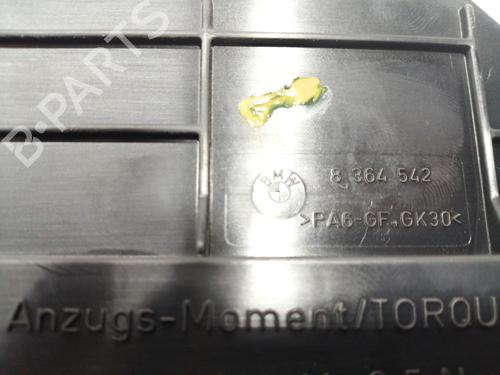 B-PARTS
8 364 542
BMW
>PA6-GF,GK30<
Anzugs-Moment/TORQU